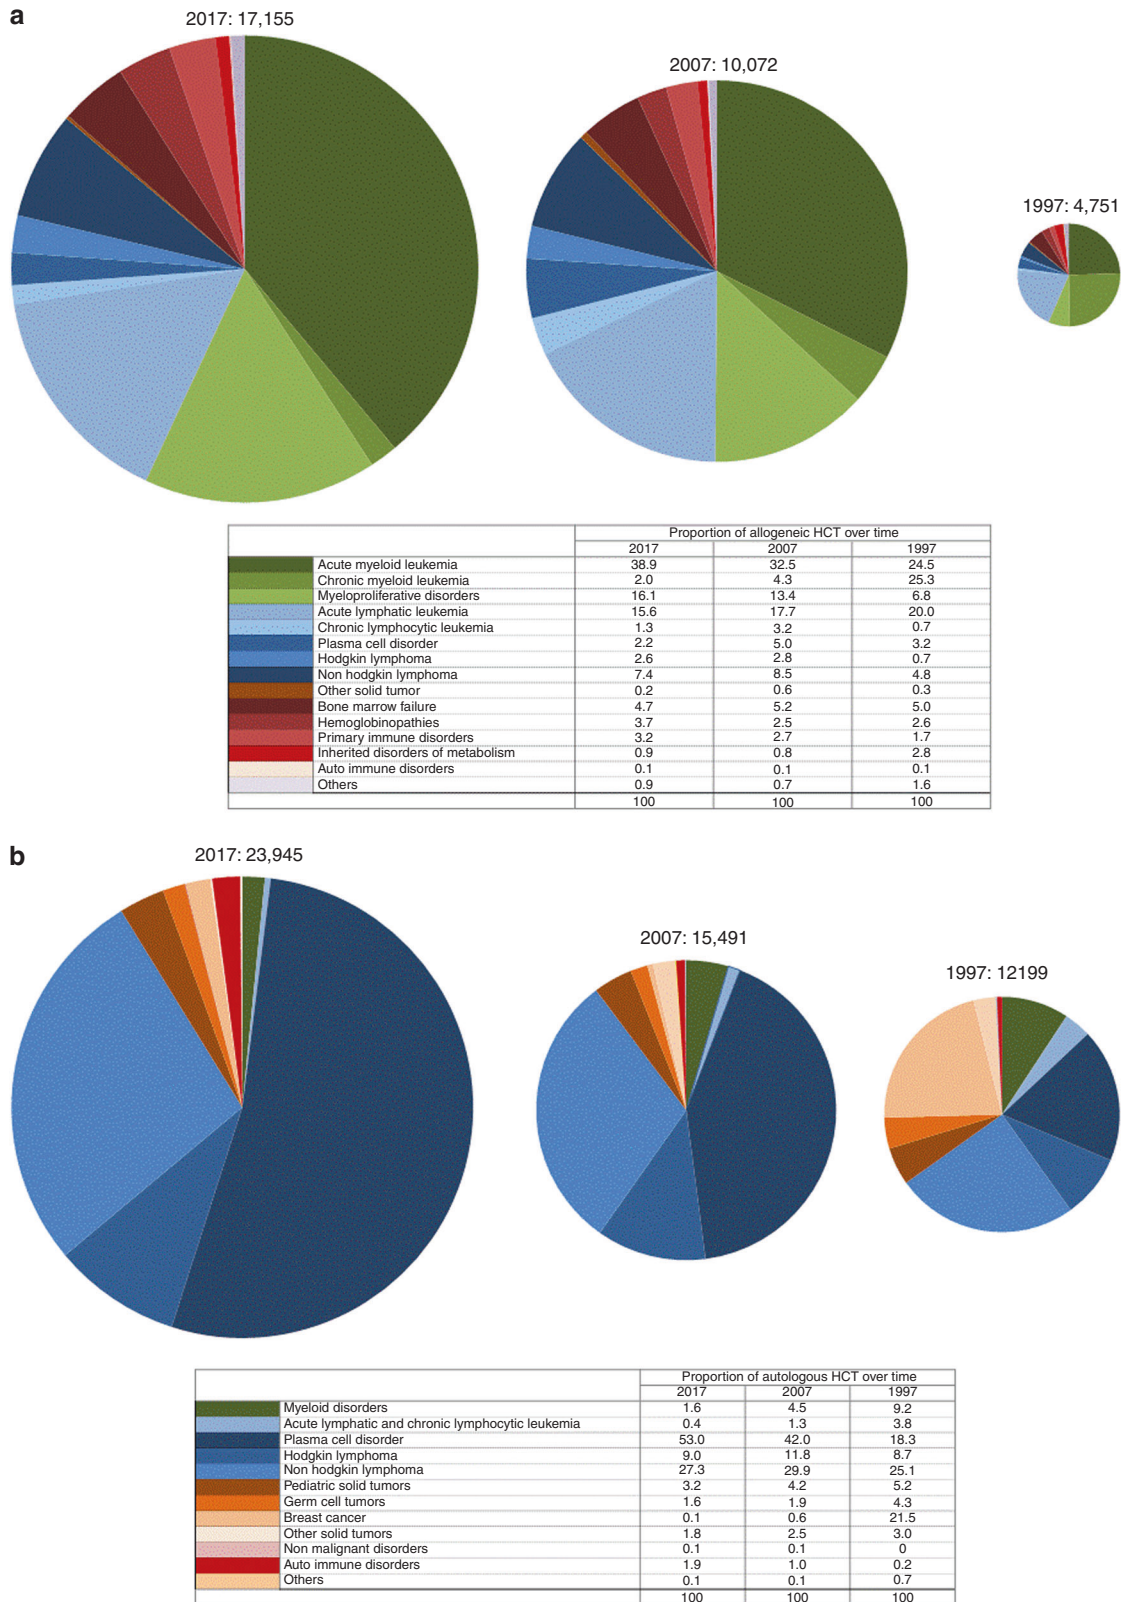 a
2017: 17,155
2007: 10,072
1997: 4,751
Proportion of allogeneic HCT over time
2017 2007 1997
Acute myeloid leukemia 38.9 32.5 24.5
Chronic myeloid leukemia 2.0 4.3 25.3
Myeloproliferative disorders 16.1 13.4 6.8
Acute lymphatic leukemia 15.6 17.7 20.0
Chronic lymphocytic leukemia 1.3 3.2 0.7
Plasma cell disorder 2.2 5.0 3.2
Hodgkin lymphoma 2.6 2.8 0.7
Non hodgkin lymphoma 7.4 8.5 4.8
Other solid tumor 0.2 0.6 0.3
Bone marrow failure 4.7 5.2 5.0
Hemoglobinopathies 3.7 2.5 2.6
Primary immune disorders 3.2 2.7 1.7
Inherited disorders of metabolism 0.9 0.8 2.8
Auto immune disorders 0.1 0.1 0.1
Others 0.9 0.7 1.6
100 100 100
b
2017: 23,945
2007: 15,491
1997: 12199
Proportion of autologous HCT over time
2017 2007 1997
Myeloid disorders 1.6 4.5 9.2
Acute lymphatic and chronic lymphocytic leukemia 0.4 1.3 3.8
Plasma cell disorder 53.0 42.0 18.3
Hodgkin lymphoma 9.0 11.8 8.7
Non hodgkin lymphoma 27.3 29.9 25.1
Pediatric solid tumors 3.2 4.2 5.2
Germ cell tumors 1.6 1.9 4.3
Breast cancer 0.1 0.6 21.5
Other solid tumors 1.8 2.5 3.0
Non malignant disorders 0.1 0.1 0
Auto immune disorders 1.9 1.0 0.2
Others 0.1 0.1 0.7
100 100 100